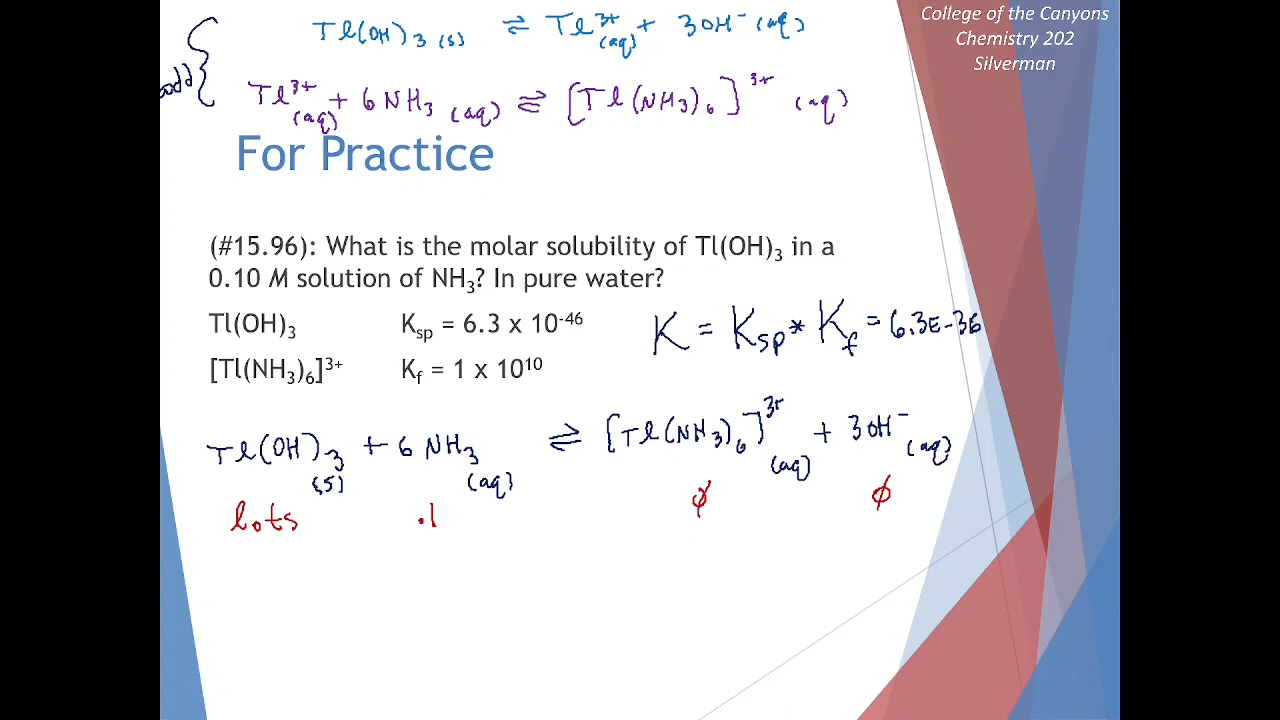 College of the Canyons
Chemistry 202
Silverman
Tl(OH)₃ (s) ⇌ Tl³⁺ (aq) + 3OH⁻ (aq)
add {
Tl³⁺ (aq) + 6 NH₃ (aq) ⇌ [Tl(NH₃)₆]³⁺ (aq)
For Practice
(#15.96): What is the molar solubility of Tl(OH)₃ in a
0.10 M solution of NH₃? In pure water?
Tl(OH)₃ Ksp = 6.3 x 10⁻⁴⁶
K = Ksp * Kf = 6.3E-36
[Tl(NH₃)₆]³⁺ Kf = 1 x 10¹⁰
Tl(OH)₃ (s) + 6 NH₃ (aq) ⇌ [Tl(NH₃)₆]³⁺ (aq) + 3OH⁻ (aq)
lots .1 ϕ ϕ